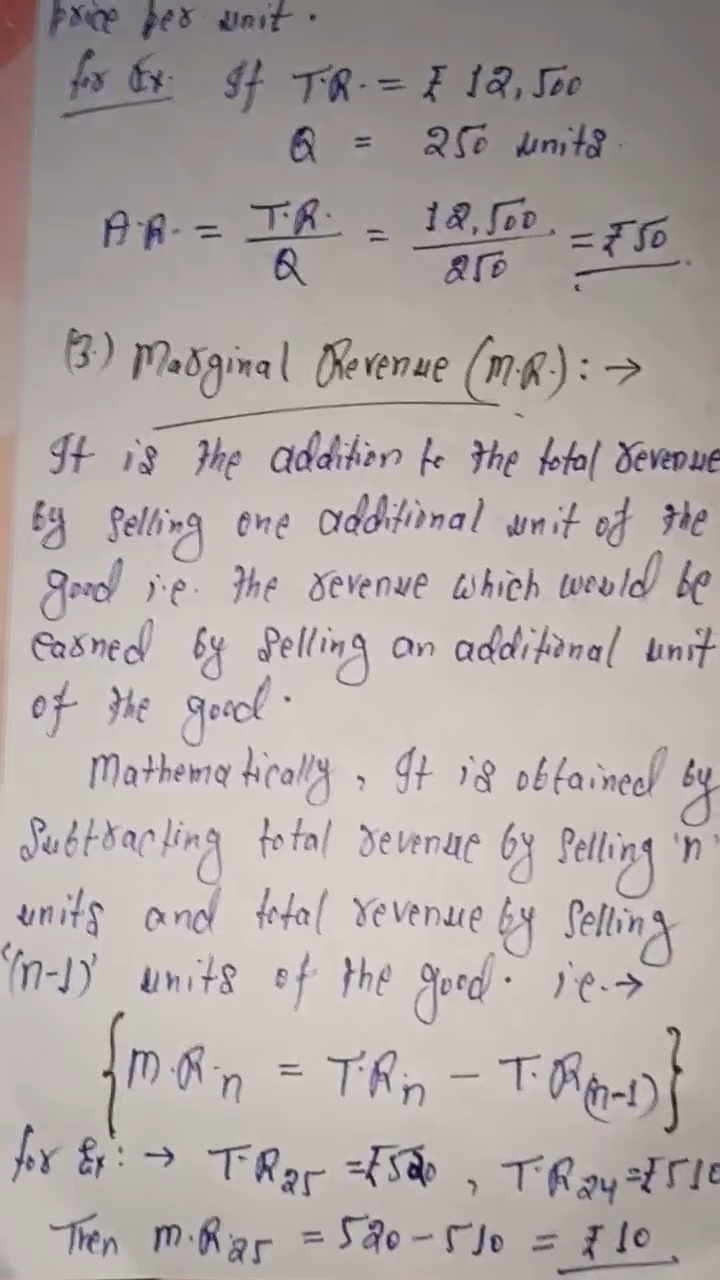 price per unit.
for Ex. If T.R. = ₹ 12,500
Q = 250 units.
A.R. = T.R. / Q = 12,500 / 250 = ₹50.
(3.) Marginal Revenue (M.R.): →
It is the addition to the total revenue
by selling one additional unit of the
good i.e. the revenue which would be
earned by selling an additional unit
of the good.
Mathematically, It is obtained by
Subtracting total revenue by selling 'n'
units and total revenue by selling
'(n-1)' units of the good. i.e. →
{M.R.n = T.Rn - T.R(n-1)}
for Ex: → T.R25 = ₹520, T.R24 = ₹510
Then M.R25 = 520 - 510 = ₹10.